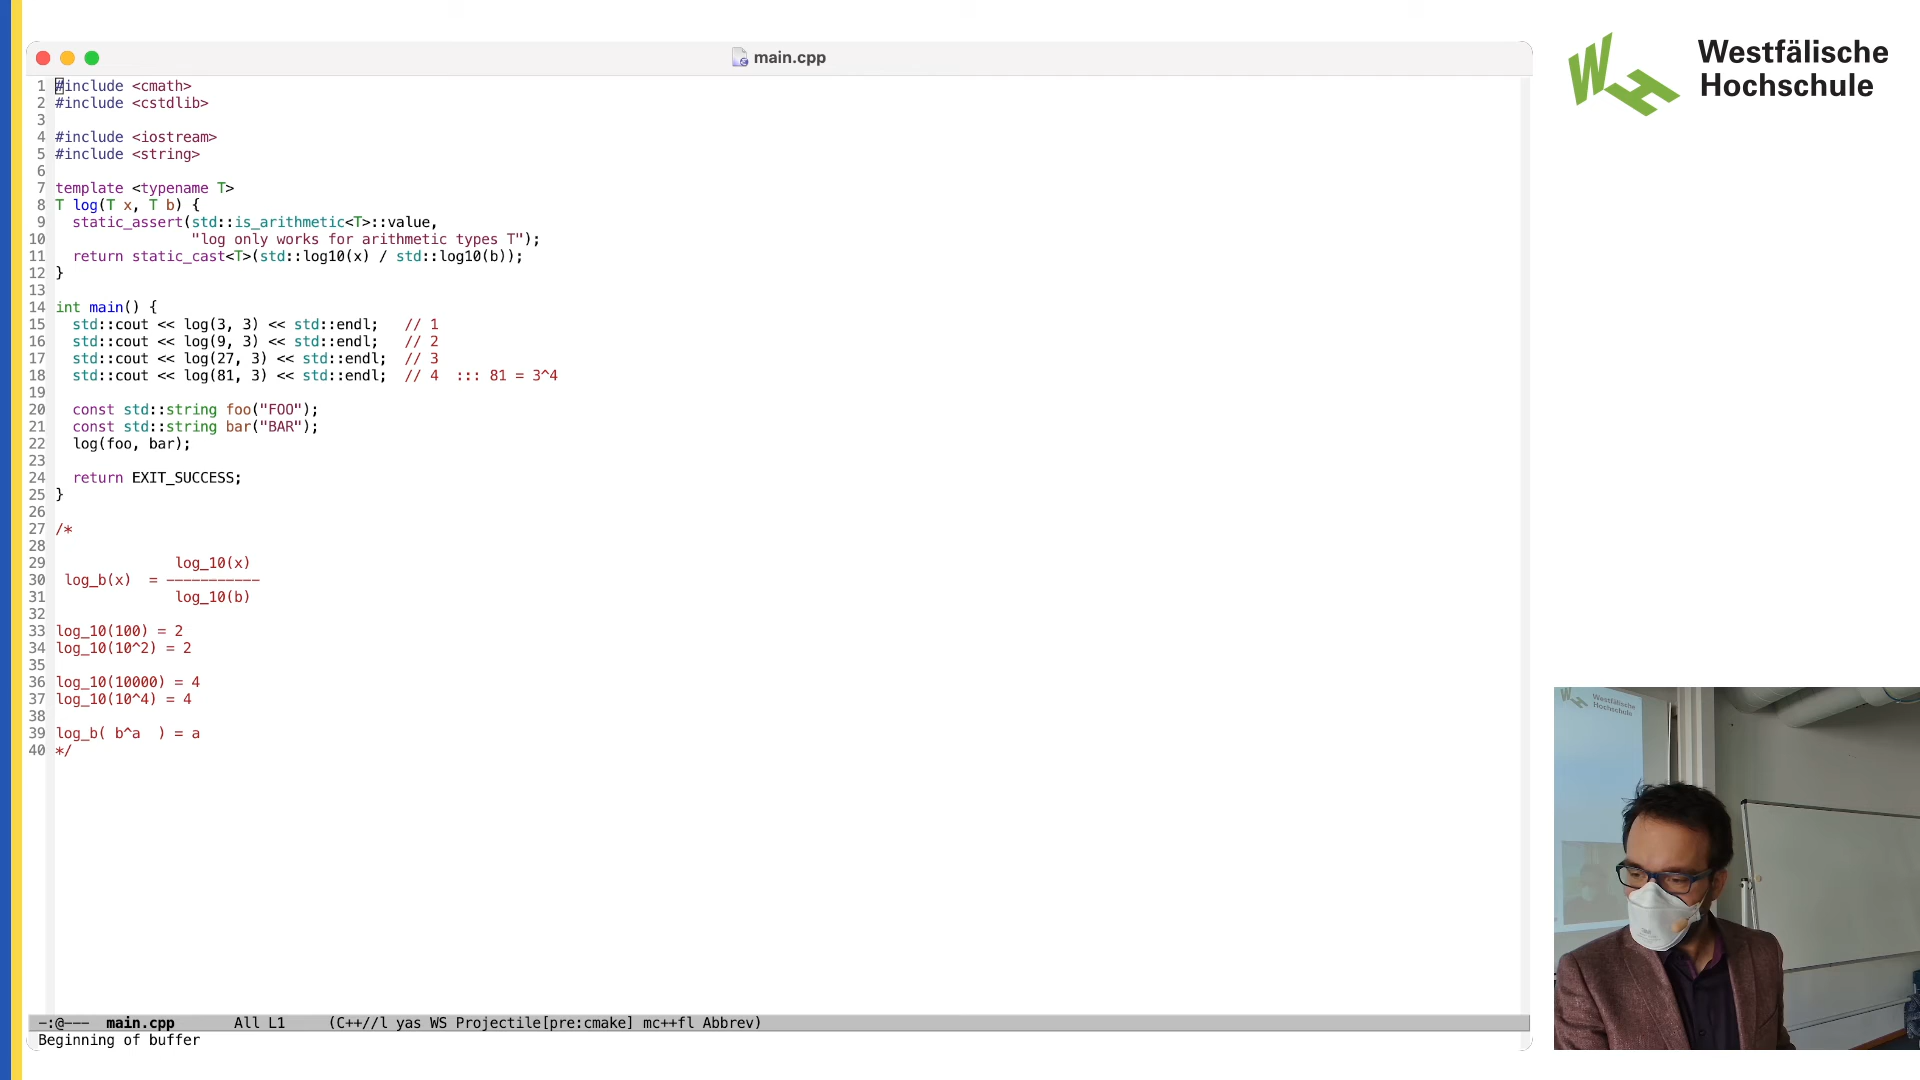 main.cpp
1 #include <cmath>
2 #include <cstdlib>
3
4 #include <iostream>
5 #include <string>
6
7 template <typename T>
8 T log(T x, T b) {
9   static_assert(std::is_arithmetic<T>::value,
10                 "log only works for arithmetic types T");
11   return static_cast<T>(std::log10(x) / std::log10(b));
12 }
13
14 int main() {
15   std::cout << log(3, 3) << std::endl;   // 1
16   std::cout << log(9, 3) << std::endl;   // 2
17   std::cout << log(27, 3) << std::endl;  // 3
18   std::cout << log(81, 3) << std::endl;  // 4  ::: 81 = 3^4
19
20   const std::string foo("FOO");
21   const std::string bar("BAR");
22   log(foo, bar);
23
24   return EXIT_SUCCESS;
25 }
26
27 /*
28
29               log_10(x)
30  log_b(x)  = -----------
31               log_10(b)
32
33 log_10(100) = 2
34 log_10(10^2) = 2
35
36 log_10(10000) = 4
37 log_10(10^4) = 4
38
39 log_b( b^a  ) = a
40 */
-:@---  main.cpp       All L1     (C++//l yas WS Projectile[pre:cmake] mc++fl Abbrev)
Beginning of buffer
Westfälische
Hochschule
Westfälische
Hochschule